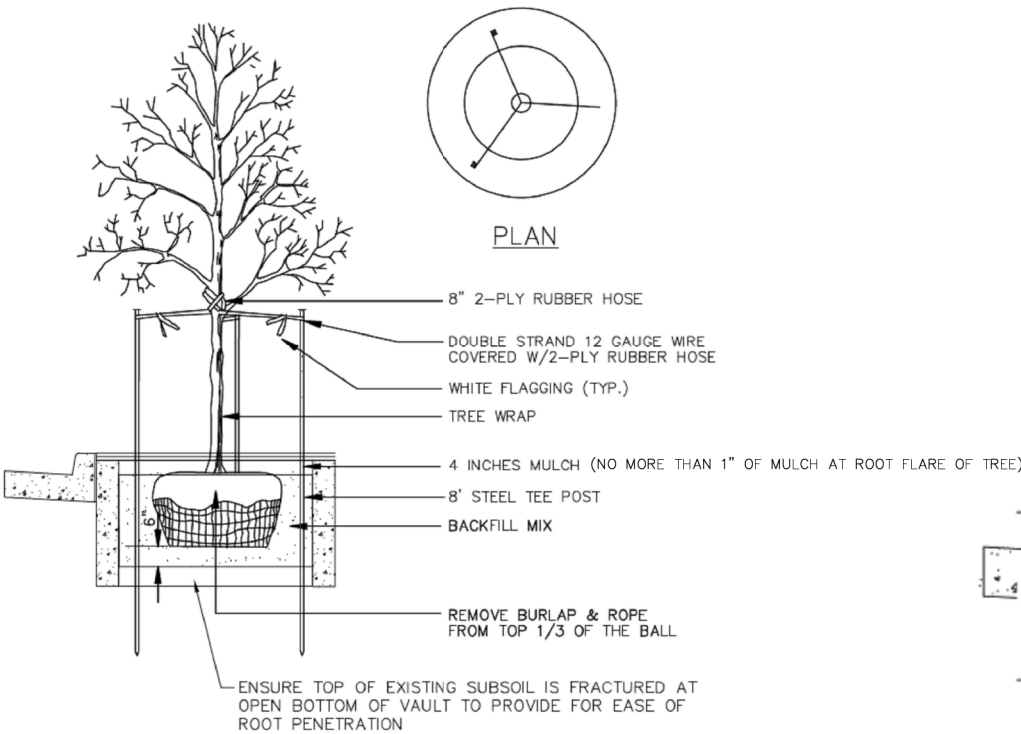 PLAN
8" 2-PLY RUBBER HOSE
DOUBLE STRAND 12 GAUGE WIRE
COVERED W/2-PLY RUBBER HOSE
WHITE FLAGGING (TYP.)
TREE WRAP
4 INCHES MULCH (NO MORE THAN 1" OF MULCH AT ROOT FLARE OF TREE)
8' STEEL TEE POST
6"
BACKFILL MIX
REMOVE BURLAP & ROPE
FROM TOP 1/3 OF THE BALL
ENSURE TOP OF EXISTING SUBSOIL IS FRACTURED AT
OPEN BOTTOM OF VAULT TO PROVIDE FOR EASE OF
ROOT PENETRATION